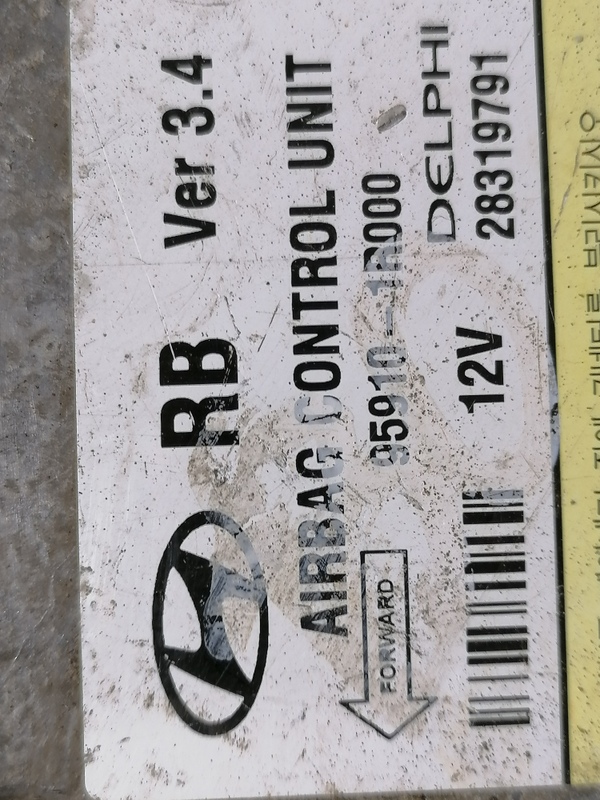 RB Ver 3.4
AIRBAG CONTROL UNIT
FORWARD
95910-1R000
DELPHI
12V 28319791